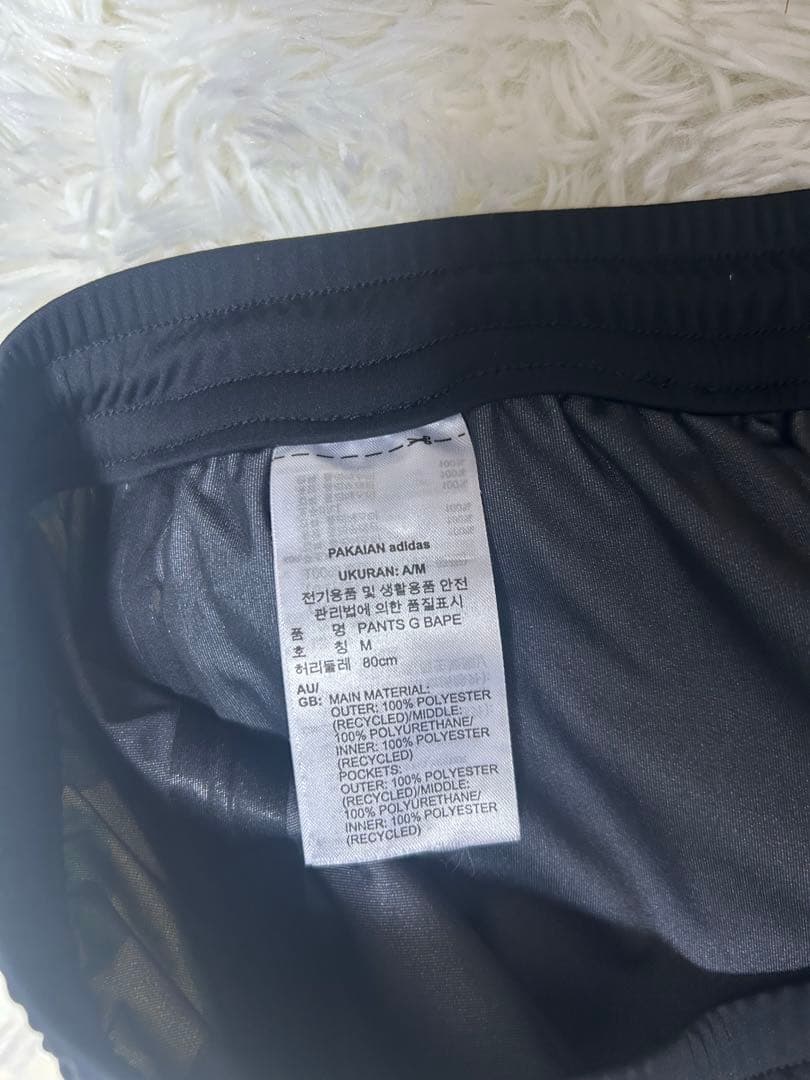 PAKAIAN adidas
UKURAN: A/M
전기용품 및 생활용품 안전
관리법에 의한 품질표시
품 명 PANTS G BAPE
호 칭 M
허리둘레 80cm
AU/
GB: MAIN MATERIAL:
OUTER: 100% POLYESTER
(RECYCLED)/MIDDLE:
100% POLYURETHANE/
INNER: 100% POLYESTER
(RECYCLED)
POCKETS:
OUTER: 100% POLYESTER
(RECYCLED)/MIDDLE:
100% POLYURETHANE/
INNER: 100% POLYESTER
(RECYCLED)